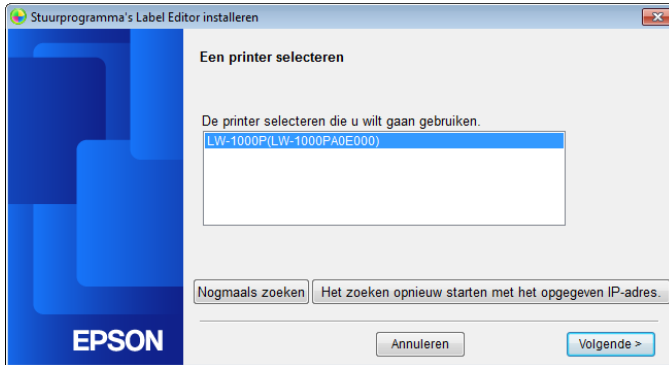 Stuurprogramma's Label Editor installeren
Een printer selecteren
De printer selecteren die u wilt gaan gebruiken.
LW-1000P(LW-1000PA0E000)
Nogmaals zoeken Het zoeken opnieuw starten met het opgegeven IP-adres.
EPSON Annuleren Volgende >